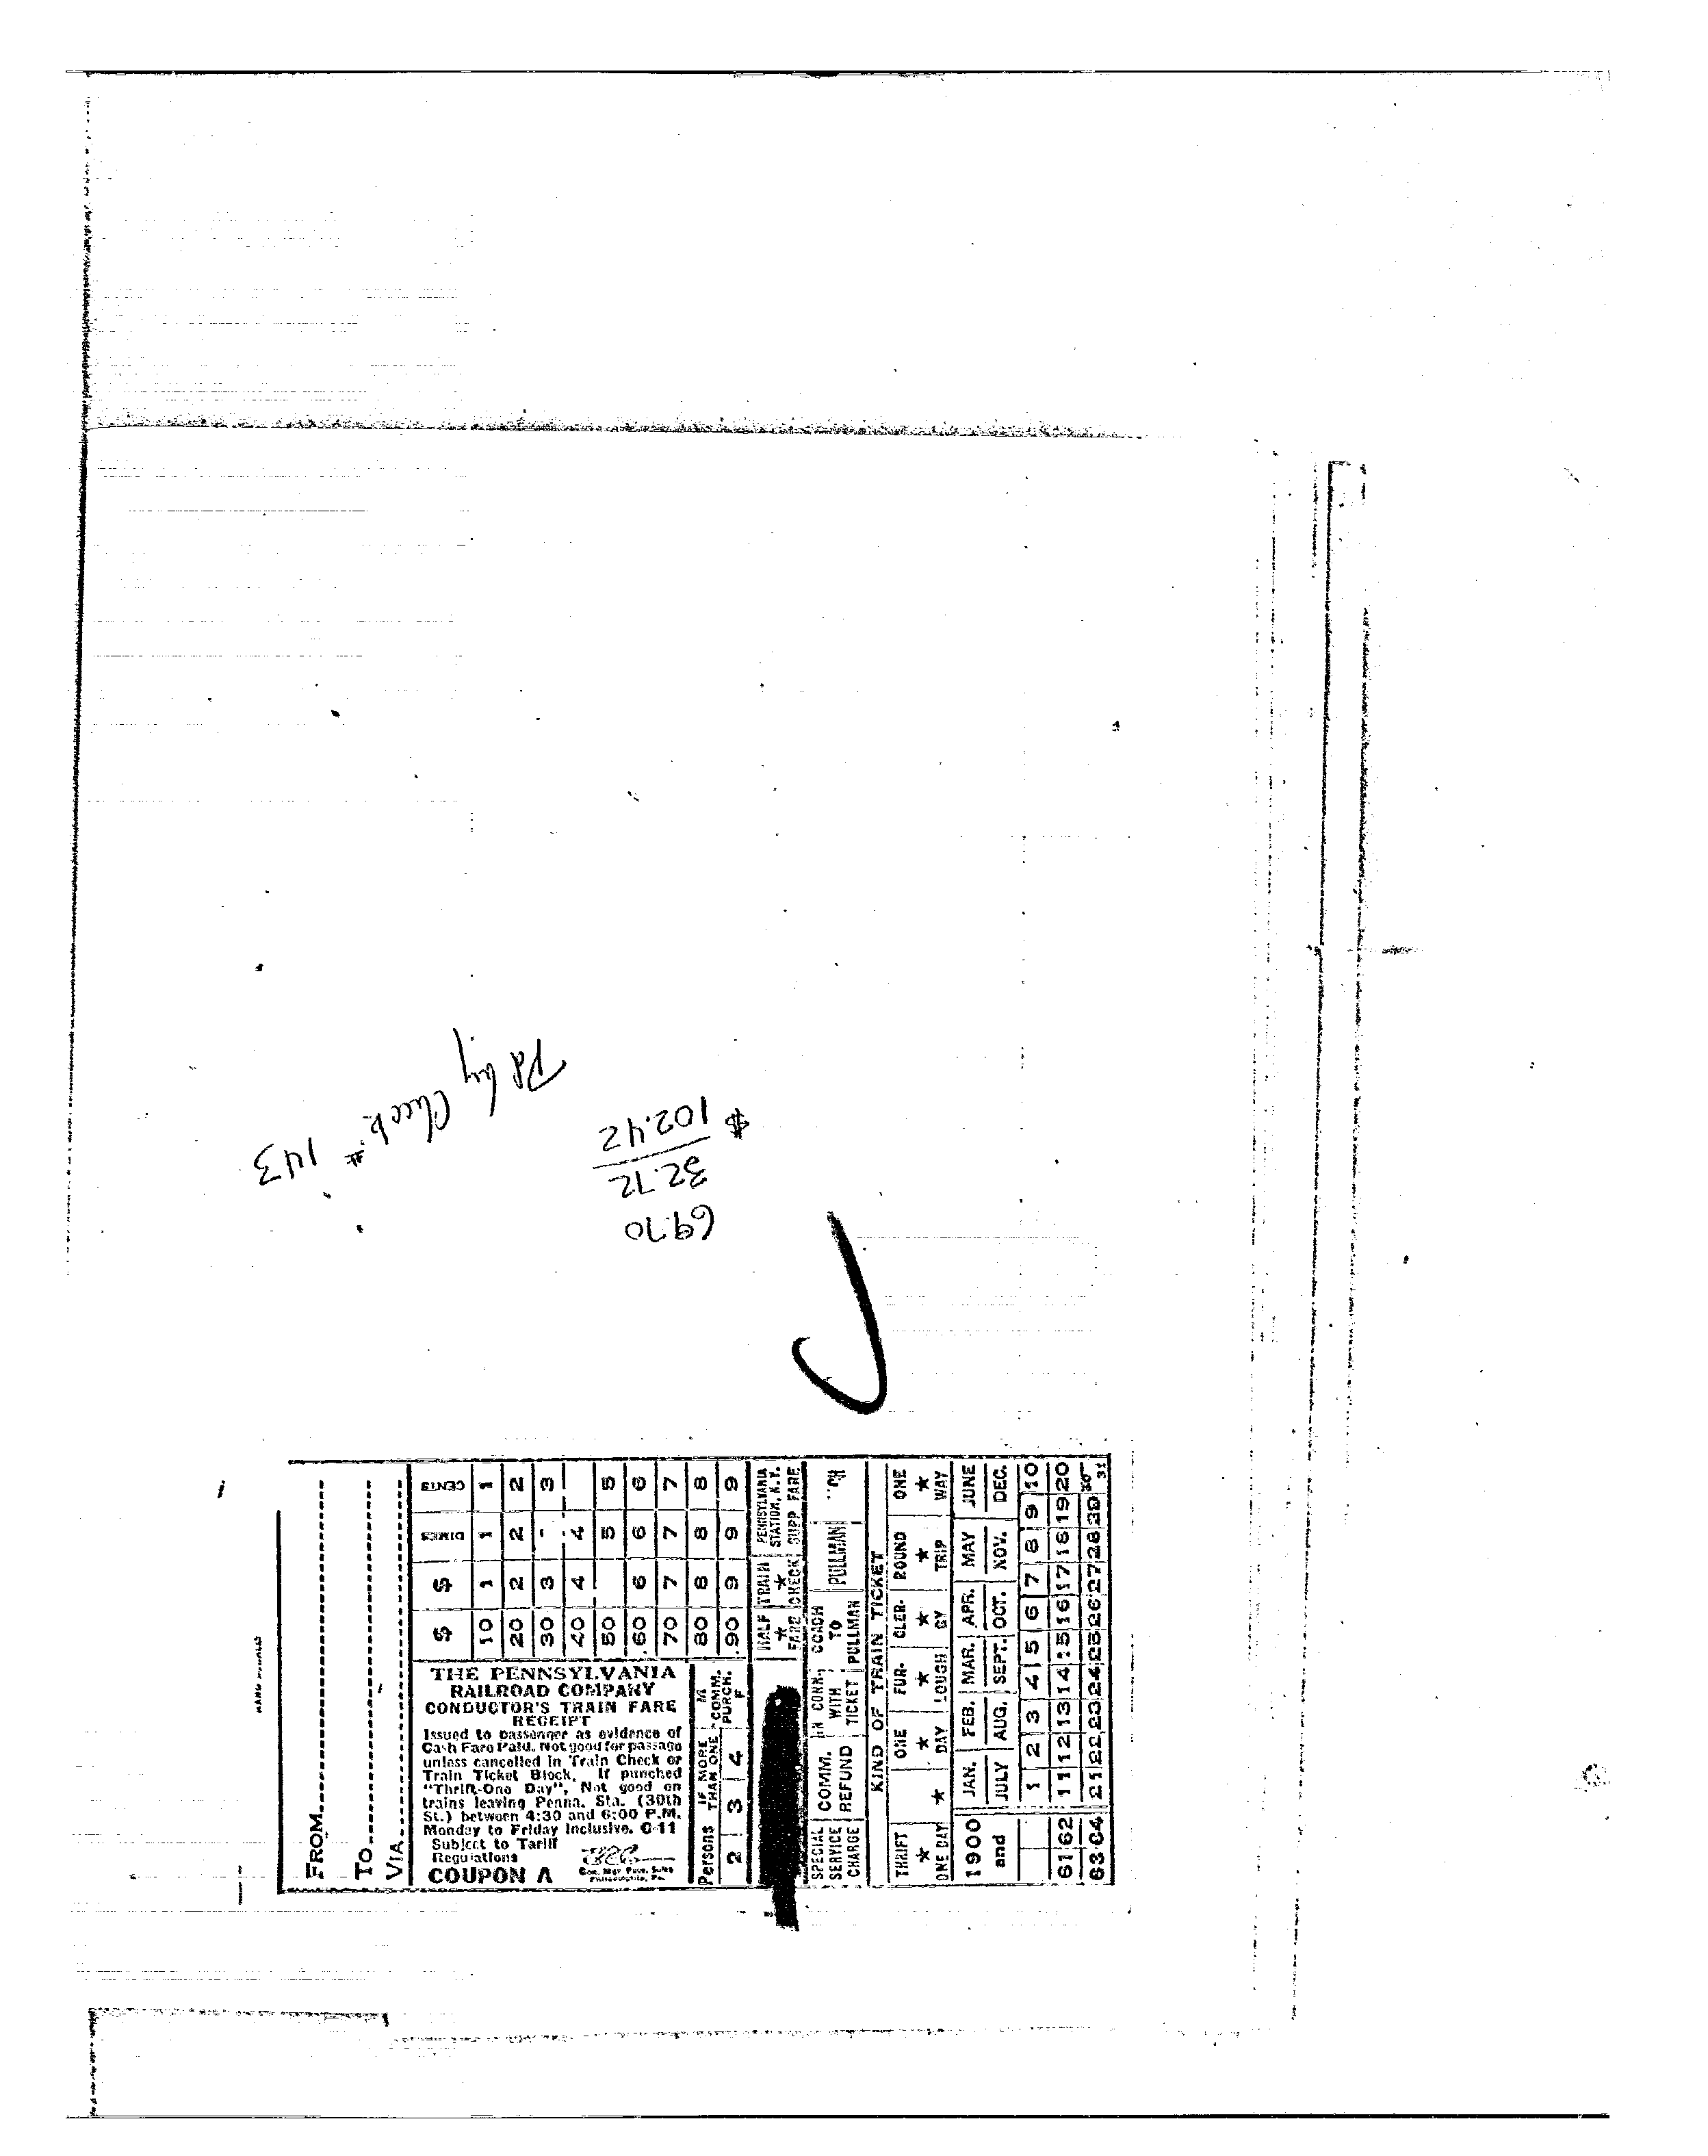 Pd by Check # 143
69.70
32.72
$ 102.42
FROM
TO
VIA
THE PENNSYLVANIA
RAILROAD COMPANY
CONDUCTOR'S TRAIN FARE
RECEIPT
Issued to passenger as evidence of
Cash Fare Paid. Not good for passage
unless cancelled in Train Check or
Train Ticket Block. If punched
"Thrift-One Day", Not good on
trains leaving Penna. Sta. (30th
St.) between 4:30 and 6:00 P.M.
Monday to Friday Inclusive. C-11
Subject to Tariff
Regulations
COUPON A
$ $ DIMES CENTS
10 1 1 1
20 2 2 2
30 3 3
40 4 4
50 5 5
60 6 6 6
70 7 7 7
80 8 8 8
90 9 9 9
Persons IF MORE THAN ONE
2 3 4
M COMM. PURCH. F
HALF ★ FARE
TRAIN ★ CHECK
PENNSYLVANIA STATION, N.Y. SUPP FARE
SPECIAL SERVICE CHARGE
COMM. REFUND
IN CONN. WITH TICKET
COACH TO PULLMAN
PULLMAN
KIND OF TRAIN TICKET
THRIFT ★ ONE DAY
★
ONE ★ DAY
FUR- ★ LOUGH
CLER- ★ GY
ROUND ★ TRIP
ONE ★ WAY
1900 and
JAN. FEB. MAR. APR. MAY JUNE
JULY AUG. SEPT. OCT. NOV. DEC.
1 2 3 4 5 6 7 8 9 10
61 62 11 12 13 14 15 16 17 18 19 20
63 64 21 22 23 24 25 26 27 28 29 30 31